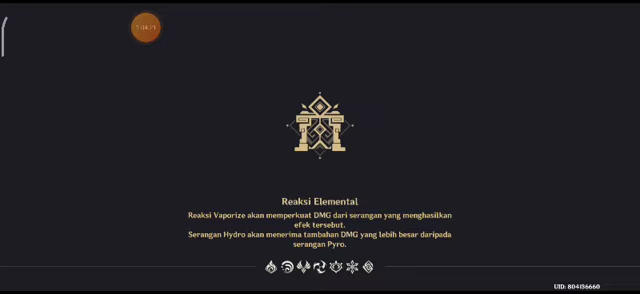 Reaksi Elemental
Reaksi Vaporize akan memperkuat DMG dari serangan yang menghasilkan
efek tersebut.
Serangan Hydro akan menerima tambahan DMG yang lebih besar daripada
serangan Pyro.
UID: 804136660